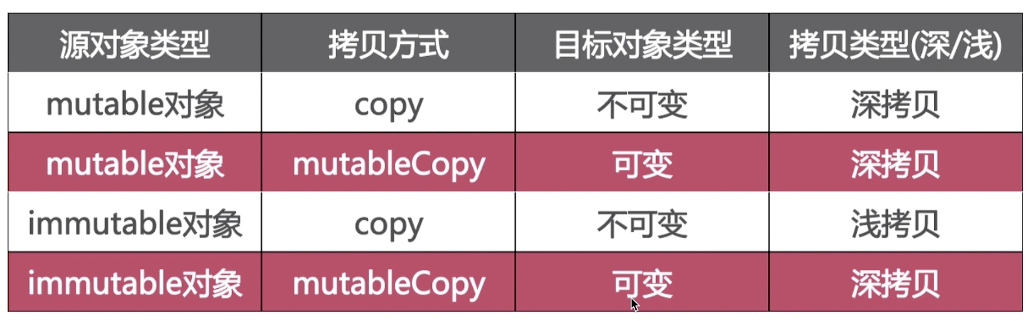 源对象类型 拷贝方式 目标对象类型 拷贝类型(深/浅)
mutable对象 copy 不可变 深拷贝
mutable对象 mutableCopy 可变 深拷贝
immutable对象 copy 不可变 浅拷贝
immutable对象 mutableCopy 可变 深拷贝